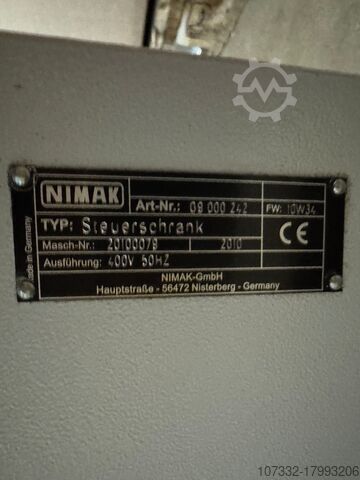 NIMAK
Art-Nr.: 09 000 242
FW: 10W34
TYP: Steuerschrank
Masch-Nr.: 20100079
2010
Ausführung: 400V 50HZ
CE
Made in Germany
NIMAK-GmbH
Hauptstraße - 56472 Nisterberg - Germany
107332-17993206